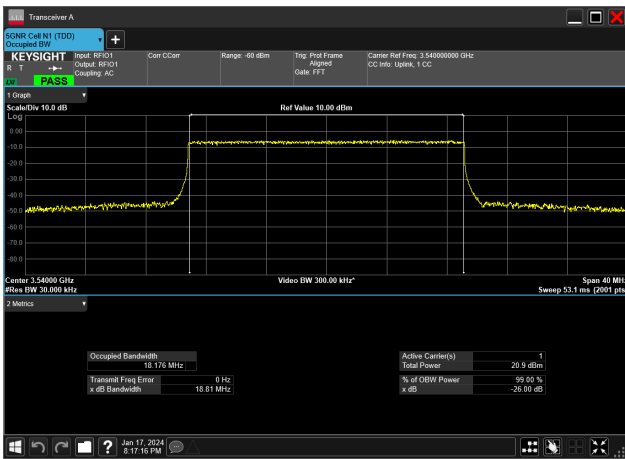 Transceiver A
5GNR Cell N1 (TDD)
Occupied BW
KEYSIGHT
R T
LNI
PASS
Input: RFIO1
Output: RFIO1
Coupling: AC
Corr CCorr
Range: -60 dBm
Trig: Prot Frame
Aligned
Gate: FFT
Carrier Ref Freq: 3.540000000 GHz
CC Info: Uplink, 1 CC
1 Graph
Scale/Div 10.0 dB
Ref Value 10.00 dBm
Log
0.00
-10.0
-20.0
-30.0
-40.0
-50.0
-60.0
-70.0
-80.0
Center 3.54000 GHz
#Res BW 30.000 kHz
Video BW 300.00 kHz*
Span 40 MHz
Sweep 53.1 ms (2001 pts
2 Metrics
Occupied Bandwidth
18.176 MHz
Transmit Freq Error 0 Hz
x dB Bandwidth 18.81 MHz
Active Carrier(s) 1
Total Power 20.9 dBm
% of OBW Power 99.00 %
x dB -26.00 dB
?
Jan 17, 2024
8:17:16 PM